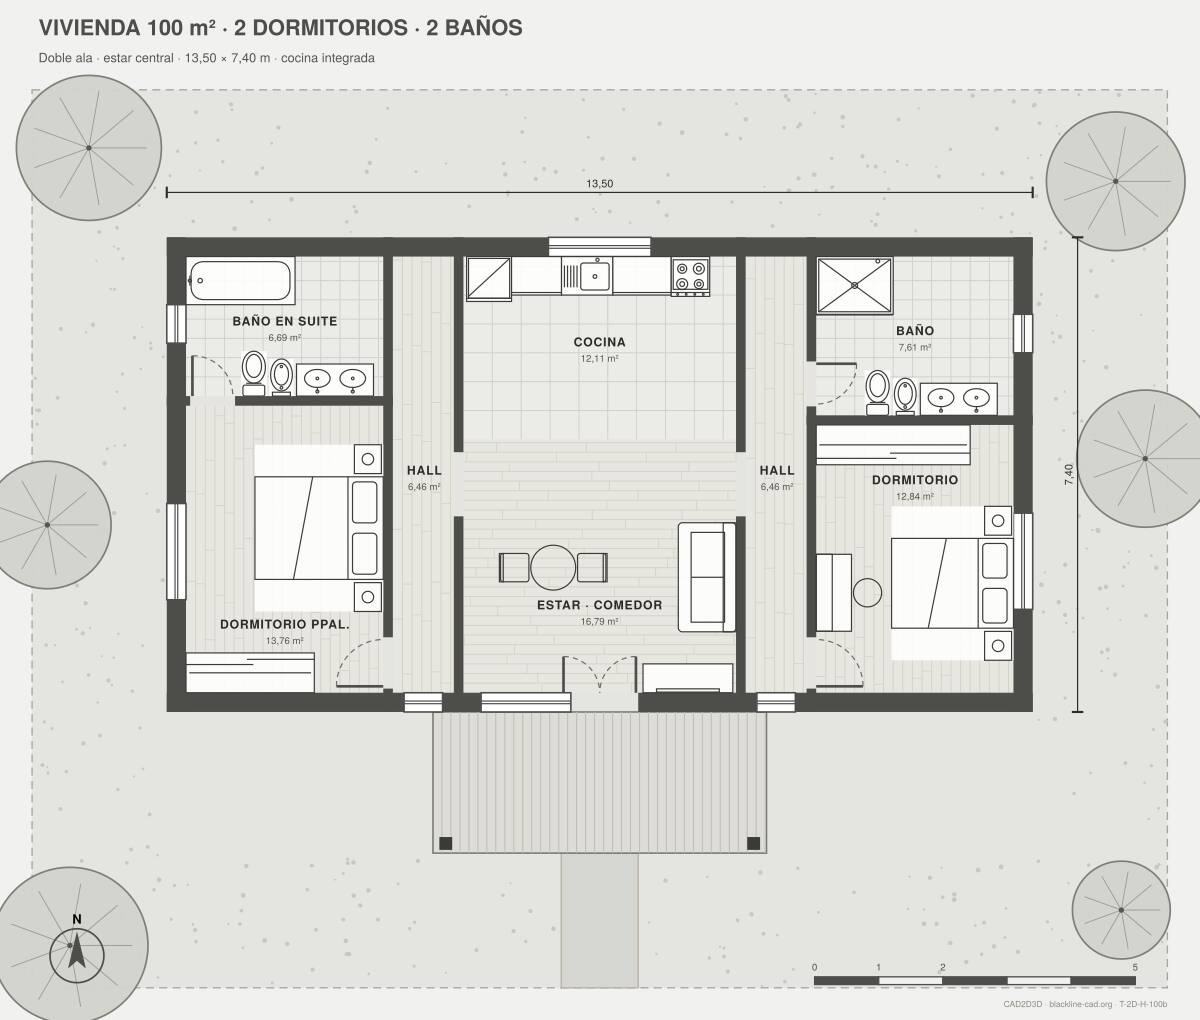 VIVIENDA 100 m² · 2 DORMITORIOS · 2 BAÑOS
Doble ala · estar central · 13,50 × 7,40 m · cocina integrada
13,50
BAÑO EN SUITE
6,69 m²
COCINA
12,11 m²
BAÑO
7,61 m²
HALL
6,46 m²
HALL
6,46 m²
DORMITORIO
12,84 m²
7,40
ESTAR · COMEDOR
16,79 m²
DORMITORIO PPAL.
13,76 m²
N
0 1 2 5
CAD2D3D · blackline-cad.org · T-2D-H-100b